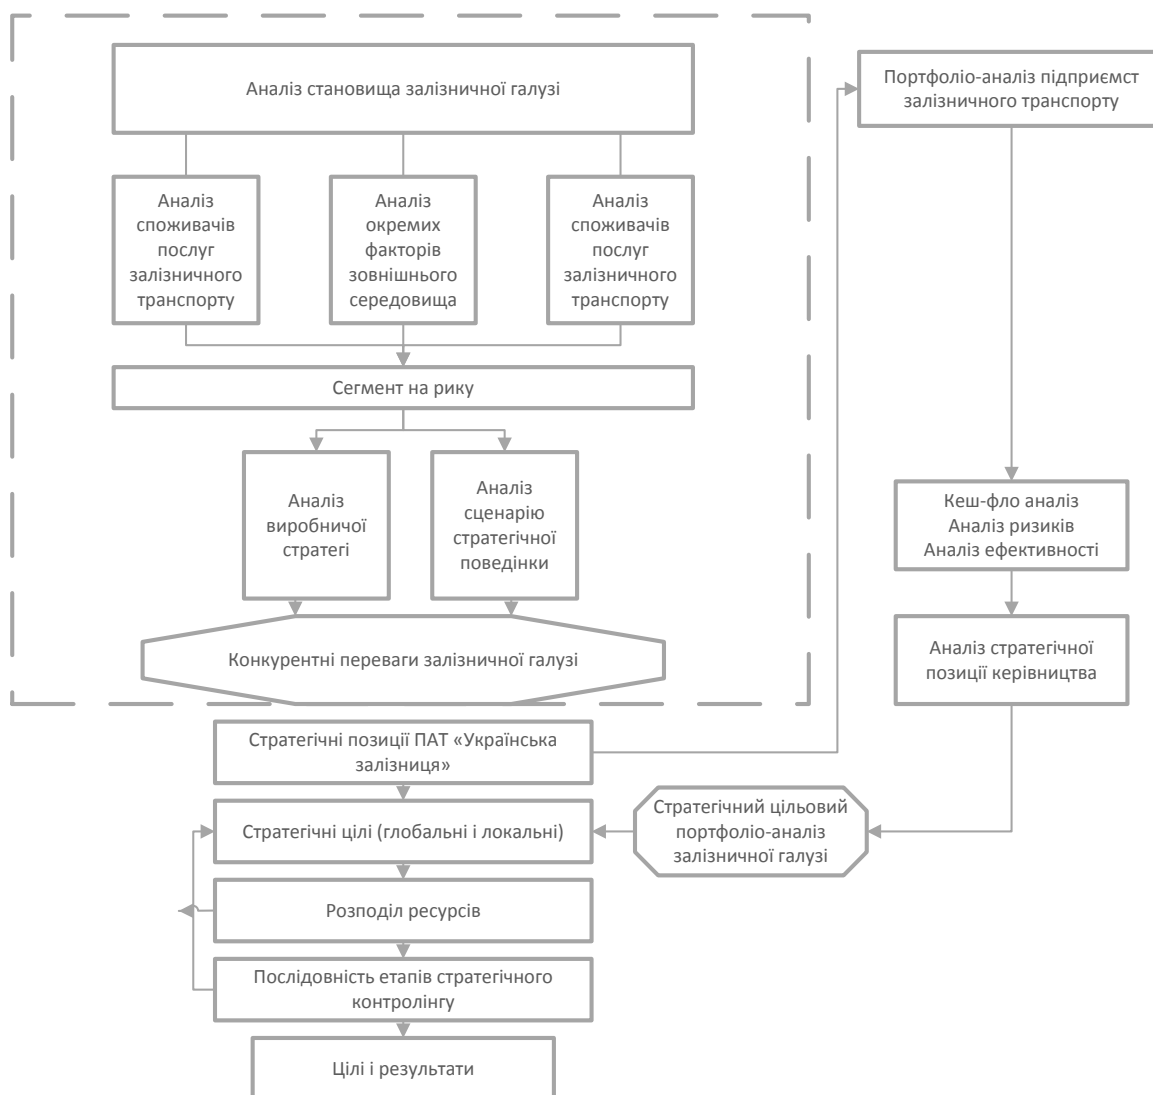 Аналіз становища залізничної галузі
Портфоліо-аналіз підприємст
залізничного транспорту
Аналіз
споживачів
послуг
залізничного
транспорту
Аналіз
окремих
факторів
зовнішнього
середовища
Аналіз
споживачів
послуг
залізничного
транспорту
Сегмент на рику
Аналіз
виробничої
стратегі
Аналіз
сценарію
стратегічної
поведінки
Кеш-фло аналіз
Аналіз ризиків
Аналіз ефективності
Конкурентні переваги залізничної галузі
Аналіз стратегічної
позиції керівництва
Стратегічні позиції ПАТ «Українська
залізниця»
Стратегічні цілі (глобальні і локальні)
Стратегічний цільовий
портфоліо-аналіз
залізничної галузі
Розподіл ресурсів
Послідовність етапів стратегічного
контролінгу
Цілі і результати